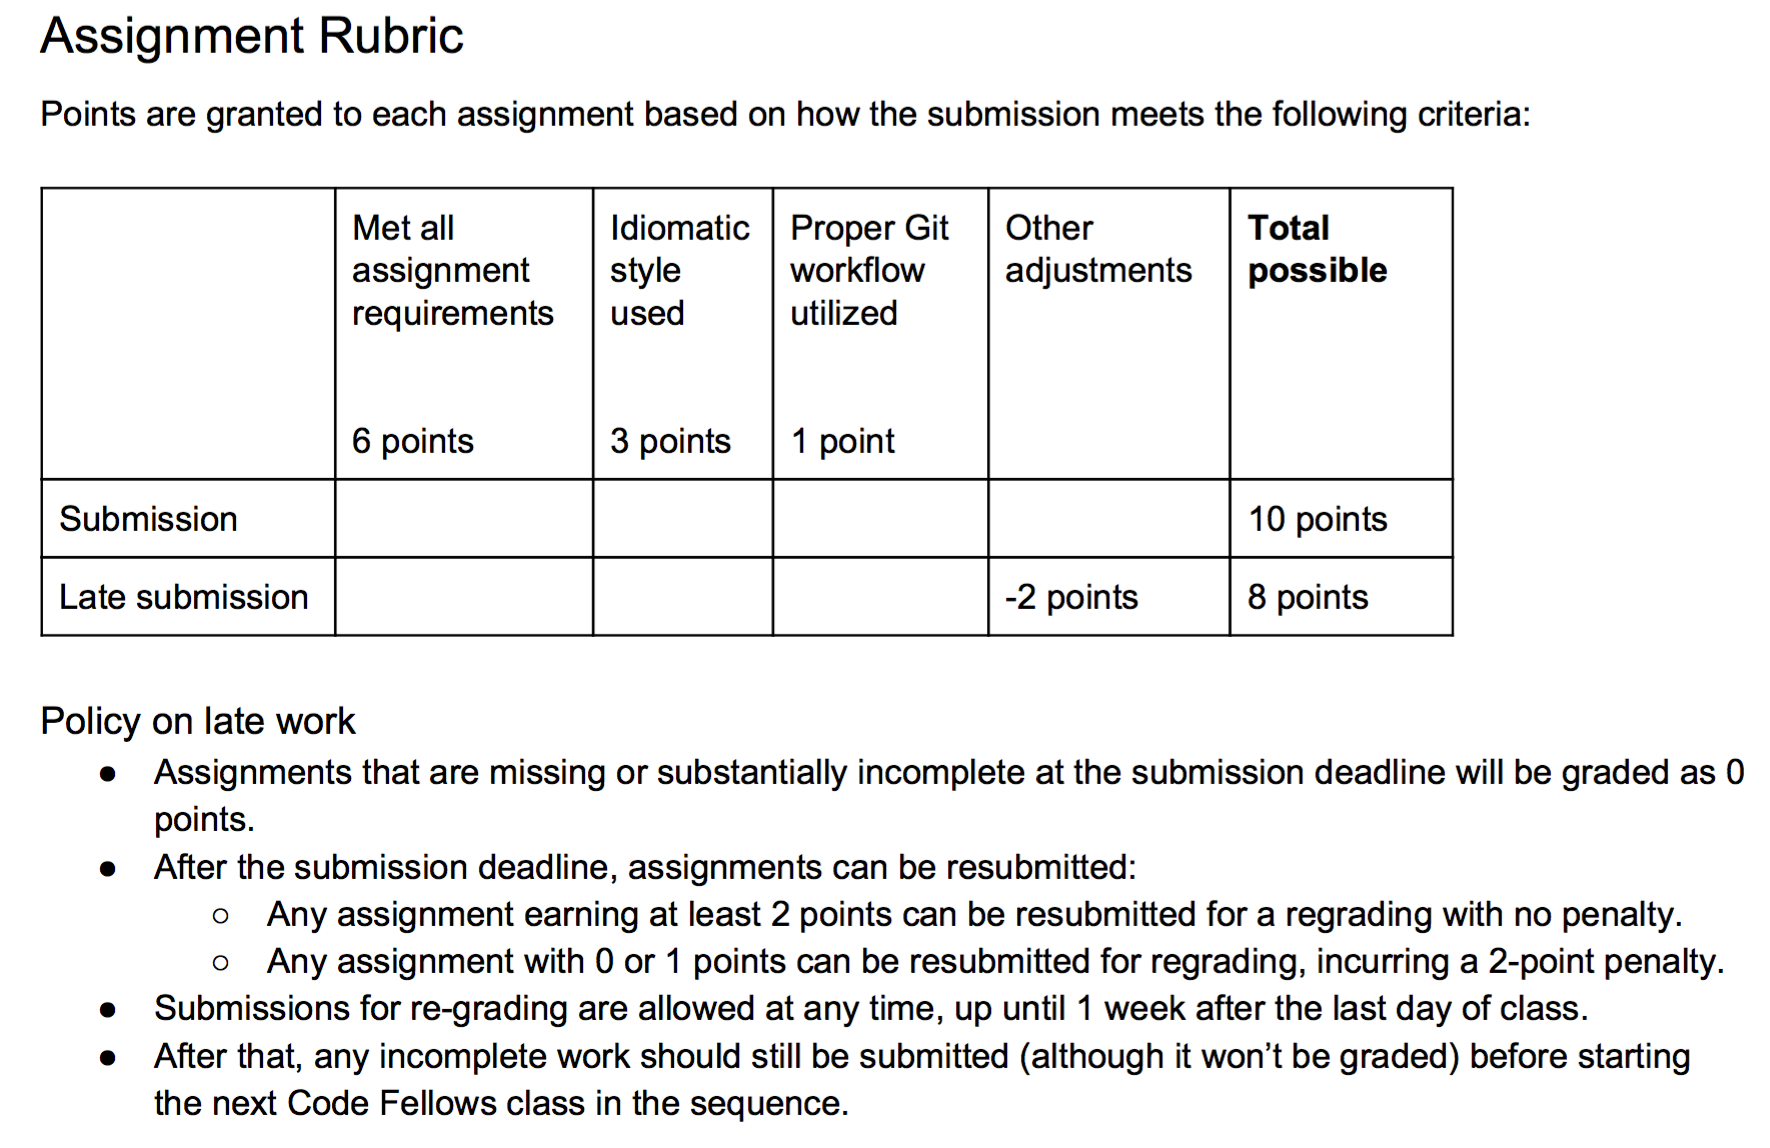 Assignment Rubric
Points are granted to each assignment based on how the submission meets the following criteria:
Met all assignment requirements 6 points
Idiomatic style used 3 points
Proper Git workflow utilized 1 point
Other adjustments
Total possible
Submission 10 points
Late submission -2 points 8 points
Policy on late work
● Assignments that are missing or substantially incomplete at the submission deadline will be graded as 0
points.
● After the submission deadline, assignments can be resubmitted:
○ Any assignment earning at least 2 points can be resubmitted for a regrading with no penalty.
○ Any assignment with 0 or 1 points can be resubmitted for regrading, incurring a 2-point penalty.
● Submissions for re-grading are allowed at any time, up until 1 week after the last day of class.
● After that, any incomplete work should still be submitted (although it won’t be graded) before starting
the next Code Fellows class in the sequence.